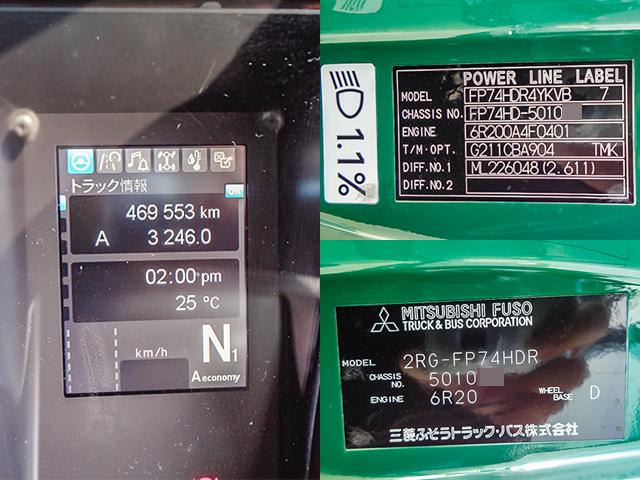 トラック情報
OK
469 553 km
A 3 246.0
02:00 pm
25 °C
km/h
N1
A economy
1.1%
POWER LINE LABEL
MODEL FP74HDR4YKVB 7
CHASSIS NO. FP74HD-5010
ENGINE 6R200A4F0401
T/M・OPT. G211CBA904 TMK
DIFF.NO.1 ML226048(2.611)
DIFF.NO.2
MITSUBISHI FUSO
TRUCK & BUS CORPORATION
MODEL 2RG-FP74HDR
CHASSIS NO. 5010
ENGINE 6R20 WHEEL BASE D
三菱ふそうトラック・バス株式会社